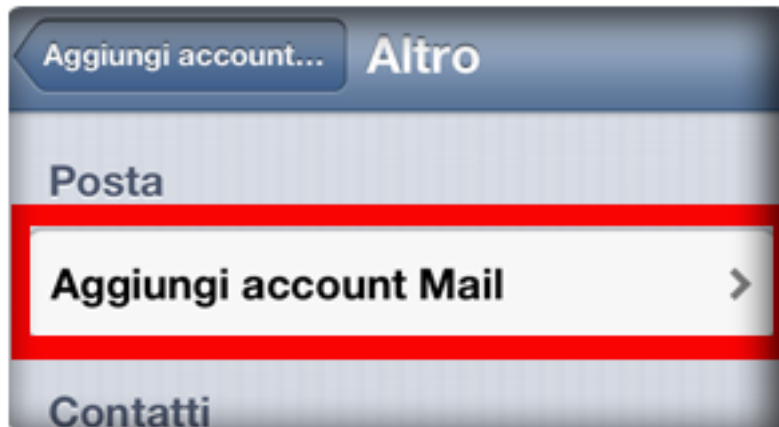 Aggiungi account... Altro
Posta
Aggiungi account Mail
Contatti